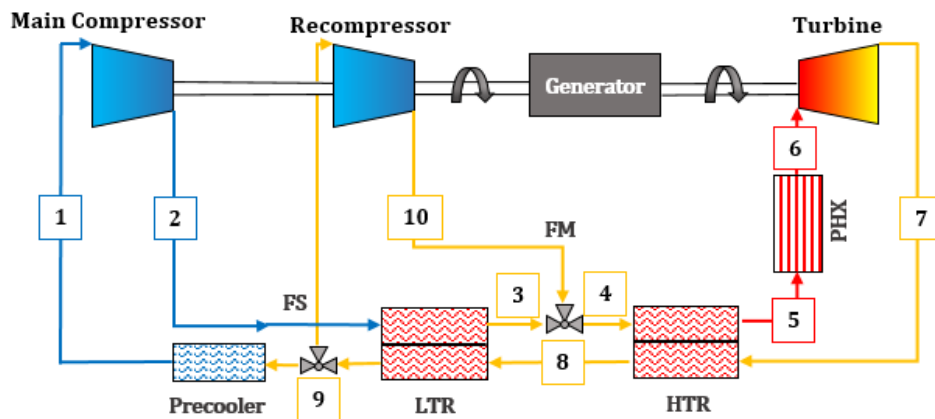 Main Compressor
Recompressor
Turbine
Generator
6
1
2
10
7
FM
PHX
3
4
FS
5
8
9
Precooler
LTR
HTR